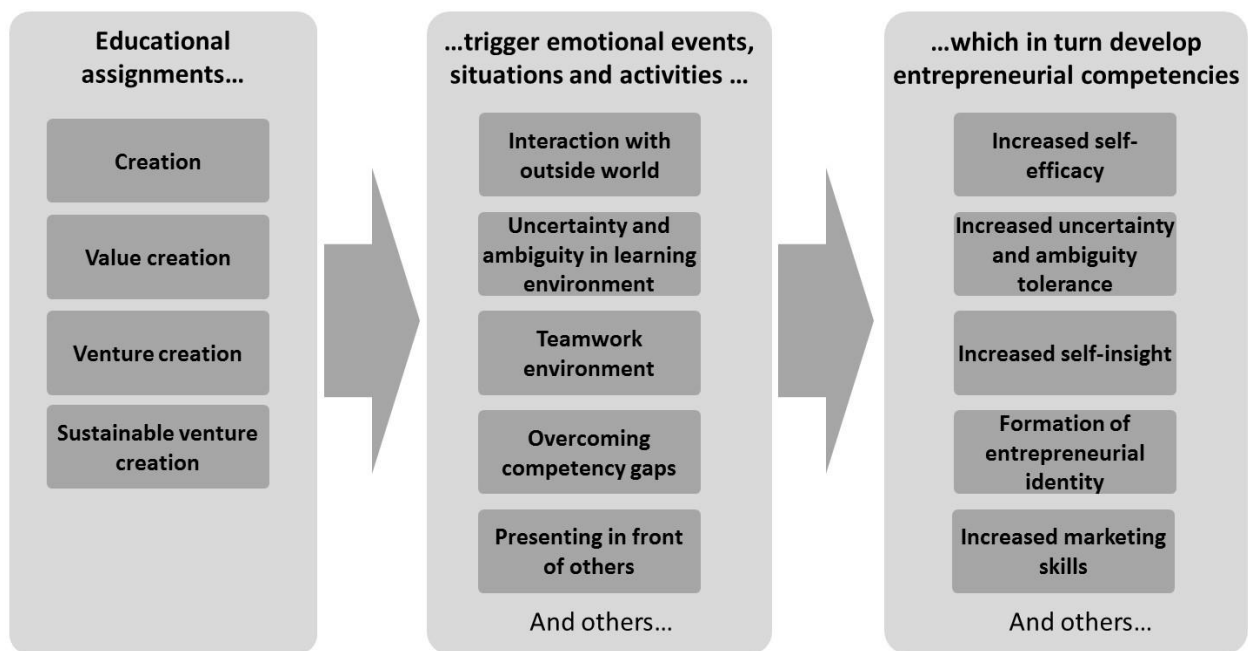 Educational
assignments…
Creation
Value creation
Venture creation
Sustainable venture
creation
…trigger emotional events,
situations and activities …
Interaction with
outside world
Uncertainty and
ambiguity in learning
environment
Teamwork
environment
Overcoming
competency gaps
Presenting in front
of others
And others…
…which in turn develop
entrepreneurial competencies
Increased self-
efficacy
Increased uncertainty
and ambiguity
tolerance
Increased self-insight
Formation of
entrepreneurial
identity
Increased marketing
skills
And others…